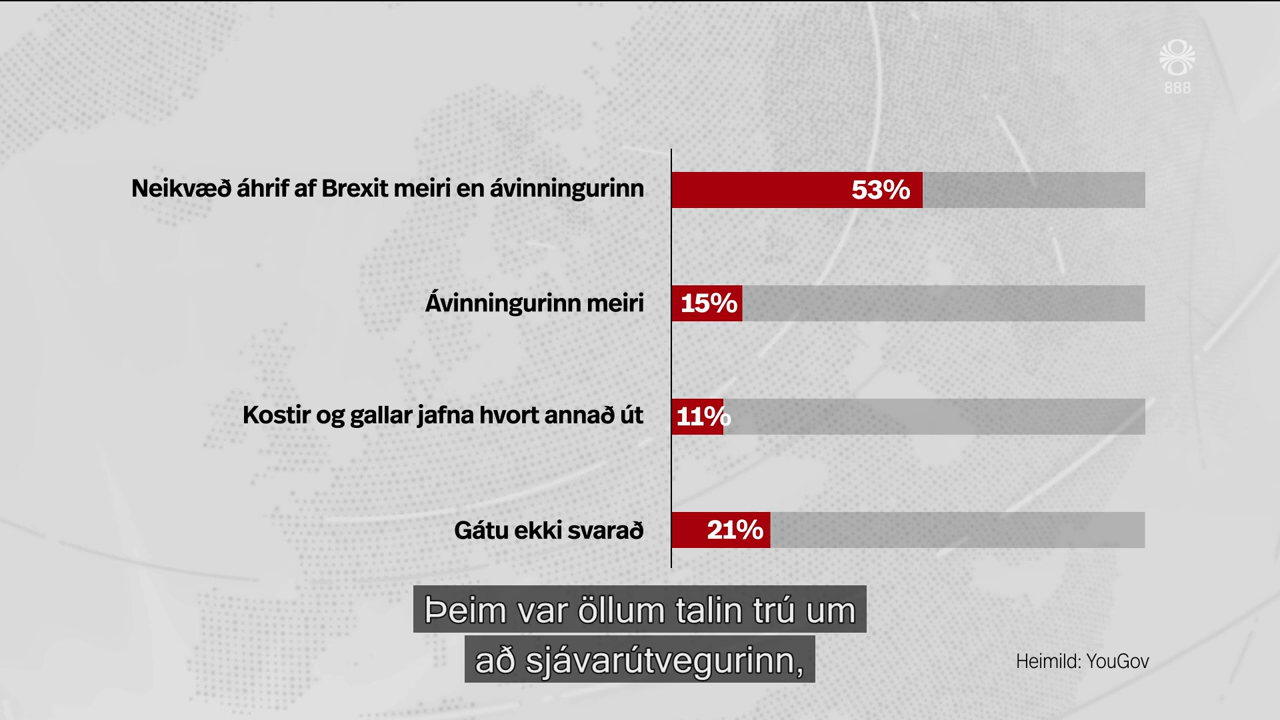 888
Neikvæð áhrif af Brexit meiri en ávinningurinn
53%
Ávinningurinn meiri
15%
Kostir og gallar jafna hvort annað út
11%
Gátu ekki svarað
21%
Þeim var öllum talin trú um
að sjávarútvegurinn,
Heimild: YouGov